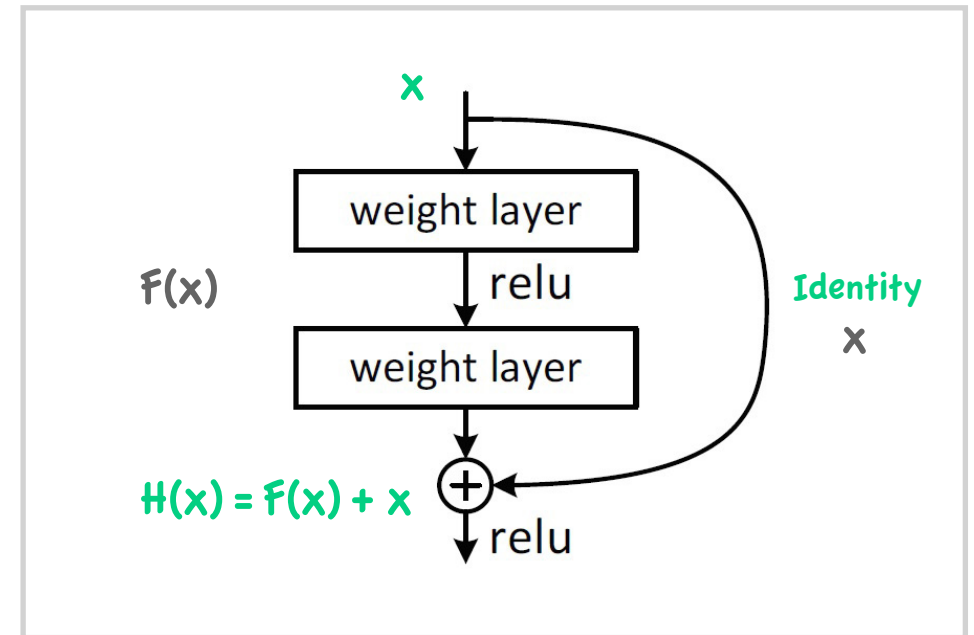 x
weight layer
F(x)
relu
Identity
x
weight layer
H(x) = F(x) + x
+
relu